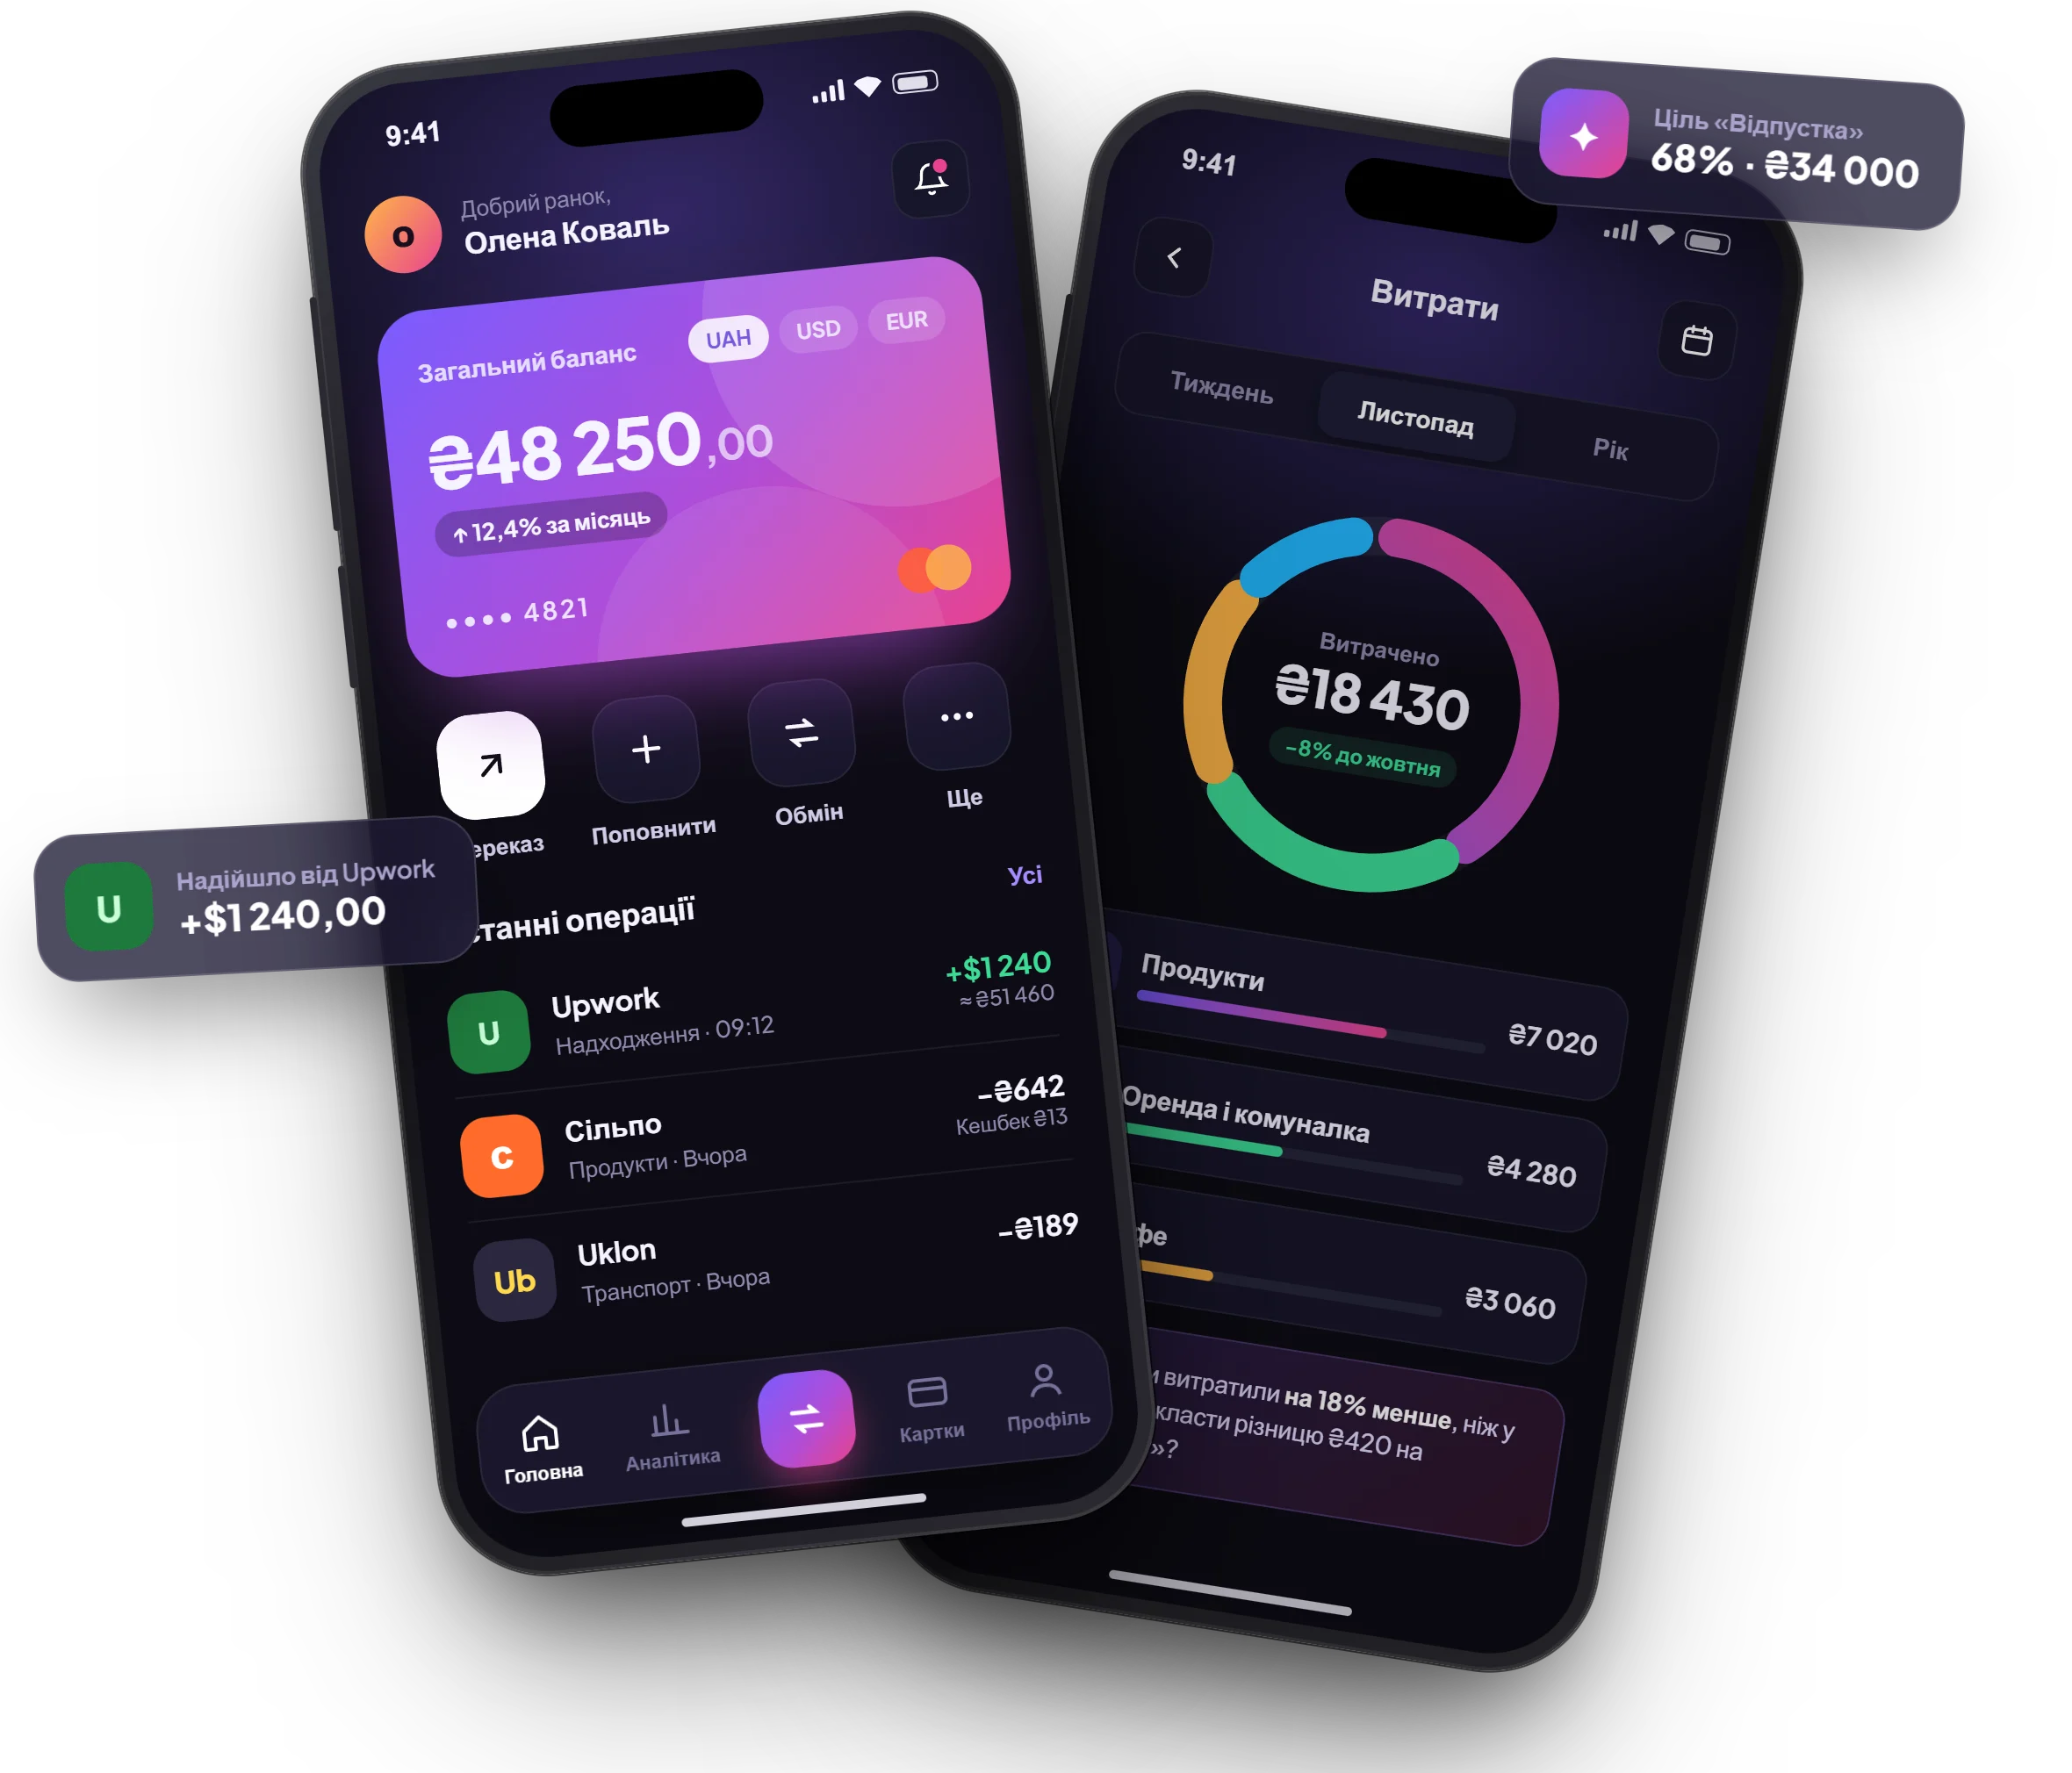 9:41
О
Добрий ранок,
Олена Коваль
Загальний баланс
UAH
USD
EUR
₴48 250,00
↑ 12,4% за місяць
•••• 4821
Поповнити
Обмін
Ще
Надійшло від Upwork
U
+$1 240,00
операції
Усі
U
Upwork
Надходження · 09:12
+$1 240
≈ ₴51 460
С
Сільпо
Продукти · Вчора
−₴642
Кешбек ₴13
Ub
Uklon
Транспорт · Вчора
−₴189
Головна
Аналітика
Картки
Профіль
Ціль «Відпустка»
68% · ₴34 000
9:41
Витрати
Тиждень
Листопад
Рік
Витрачено
₴18 430
−8% до жовтня
Продукти
₴7 020
Оренда і комуналка
₴4 280
₴3 060
витратили на 18% менше, ніж у
різницю ₴420 на
»?